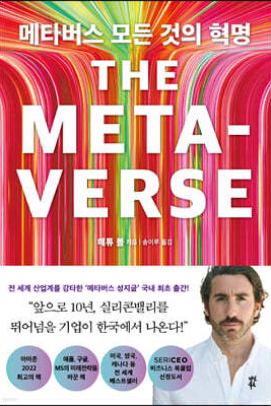 메타버스 모든 것의 혁명
THE
META-
VERSE
매튜 볼 지음 | 송이루 옮김
전 세계 산업계를 강타한 '메타버스 성지글' 국내 최초 출간!
"앞으로 10년, 실리콘밸리를
뛰어넘을 기업이 한국에서 나온다!"
아마존
2022
최고의 책
애플, 구글,
MS의 미래전략을
바꾼 책
미국, 영국,
캐나다 등
전 세계
베스트셀러
SERICEO
비즈니스 북클럽
선정도서